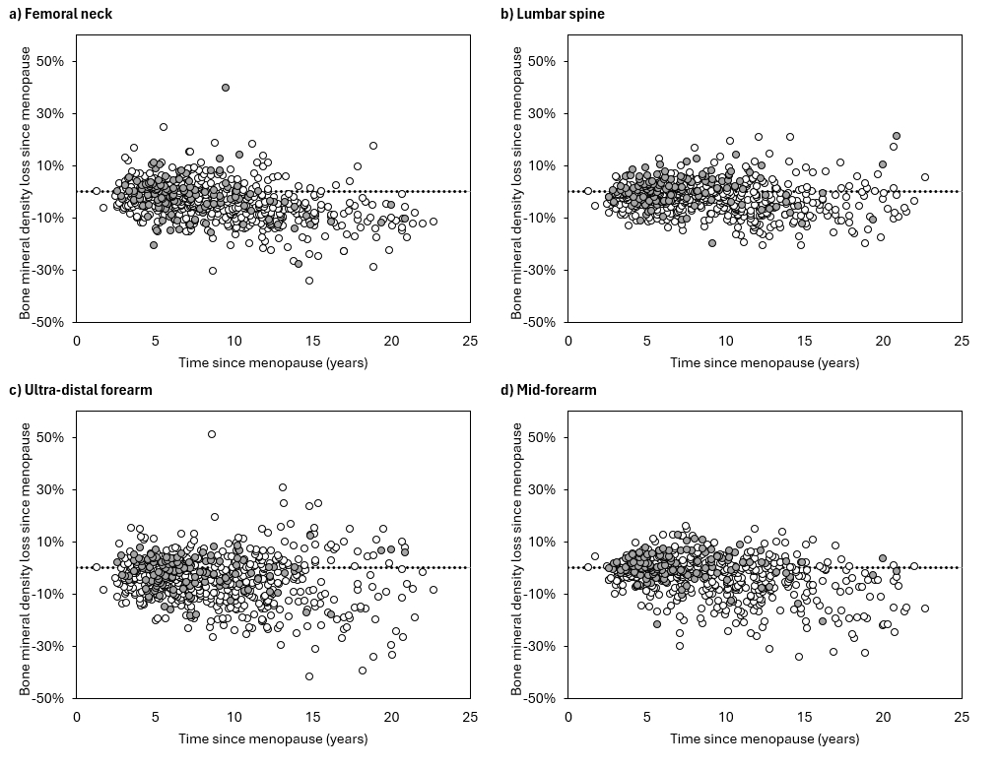 a) Femoral neck
Bone mineral density loss since menopause
50%
30%
10%
-10%
-30%
-50%
0 5 10 15 20 25
Time since menopause (years)
b) Lumbar spine
Bone mineral density loss since menopause
50%
30%
10%
-10%
-30%
-50%
0 5 10 15 20 25
Time since menopause (years)
c) Ultra-distal forearm
Bone mineral density loss since menopause
50%
30%
10%
-10%
-30%
-50%
0 5 10 15 20 25
Time since menopause (years)
d) Mid-forearm
Bone mineral density loss since menopause
50%
30%
10%
-10%
-30%
-50%
0 5 10 15 20 25
Time since menopause (years)